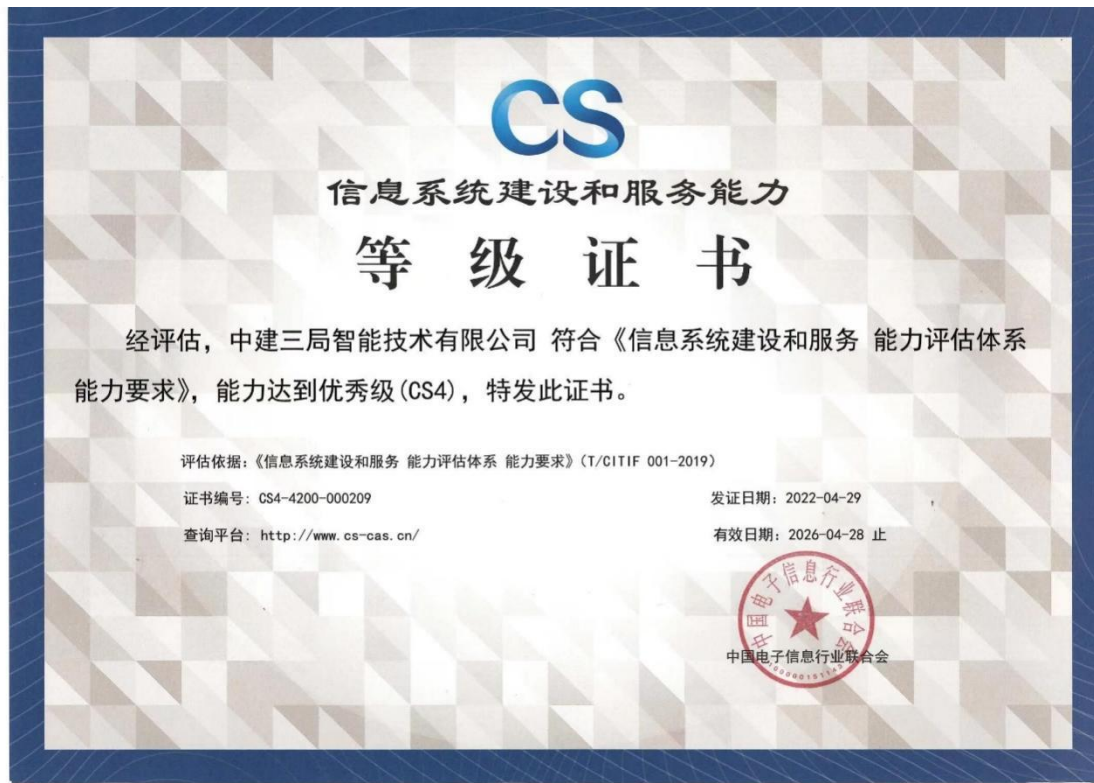 CS
信息系统建设和服务能力
等级证书
经评估，中建三局智能技术有限公司 符合《信息系统建设和服务 能力评估体系
能力要求》，能力达到优秀级(CS4)，特发此证书。
评估依据：《信息系统建设和服务 能力评估体系 能力要求》(T/CITIF 001-2019)
证书编号：CS4-4200-000209
发证日期：2022-04-29
查询平台：http://www.cs-cas.cn/
有效日期：2026-04-28 止
中国电子信息行业联合会
中国电子信息行业联合会